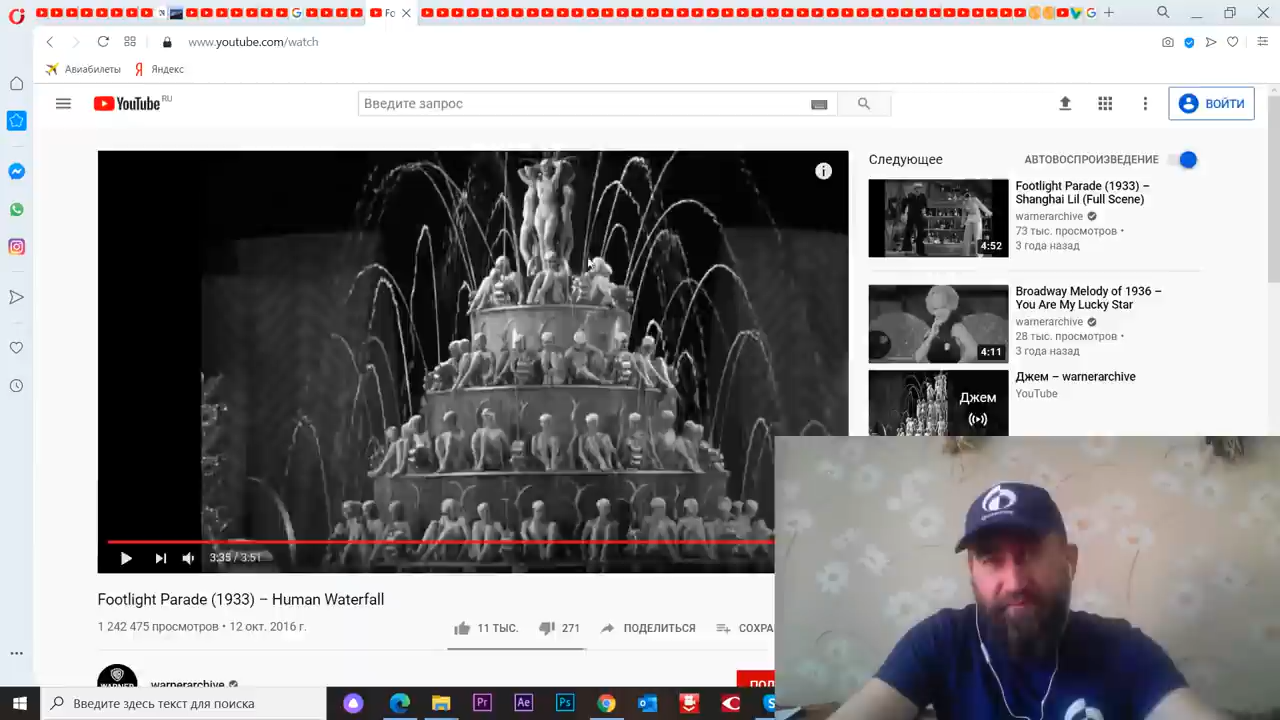 Fo
www.youtube.com/watch
Авиабилеты
Яндекс
YouTube RU
Введите запрос
ВОЙТИ
Следующее
АВТОВОСПРОИЗВЕДЕНИЕ
Footlight Parade (1933) –
Shanghai Lil (Full Scene)
warnerarchive
73 тыс. просмотров •
3 года назад
4:52
Broadway Melody of 1936 –
You Are My Lucky Star
warnerarchive
28 тыс. просмотров •
3 года назад
4:11
Джем – warnerarchive
YouTube
Джем
3:35 / 3:51
Footlight Parade (1933) – Human Waterfall
1 242 475 просмотров • 12 окт. 2016 г.
11 ТЫС.
271
ПОДЕЛИТЬСЯ
СОХРА
warnerarchive
Введите здесь текст для поиска
Pr
Ae
Ps